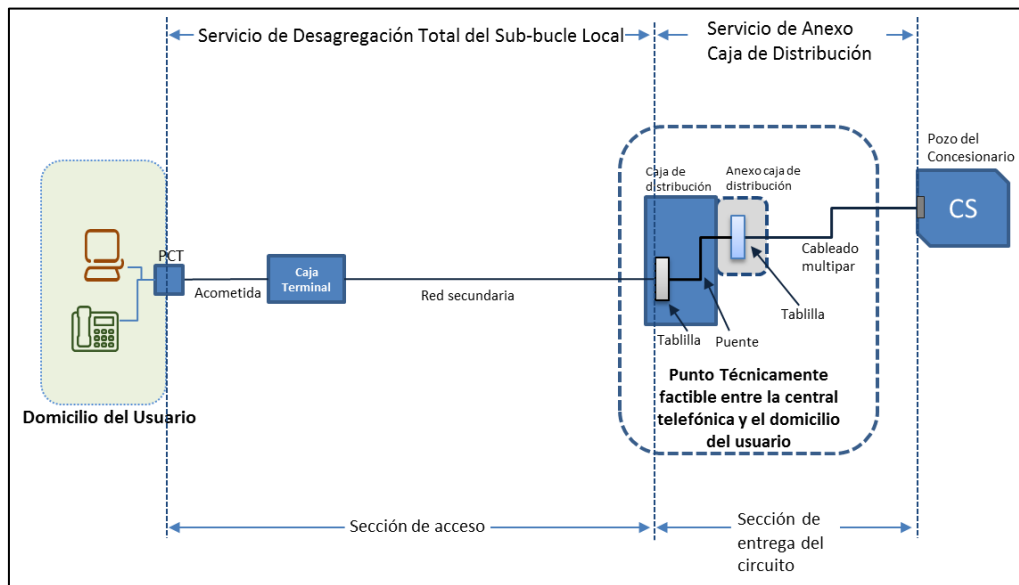 Servicio de Desagregación Total del Sub-bucle Local
Servicio de Anexo
Caja de Distribución
Pozo del
Concesionario
CS
Caja de
distribución
Anexo caja de
distribución
PCT
Acometida
Caja
Terminal
Red secundaria
Cableado
multipar
Tablilla
Tablilla
Puente
Domicilio del Usuario
Punto Técnicamente
factible entre la central
telefónica y el domicilio
del usuario
Sección de acceso
Sección de
entrega del
circuito